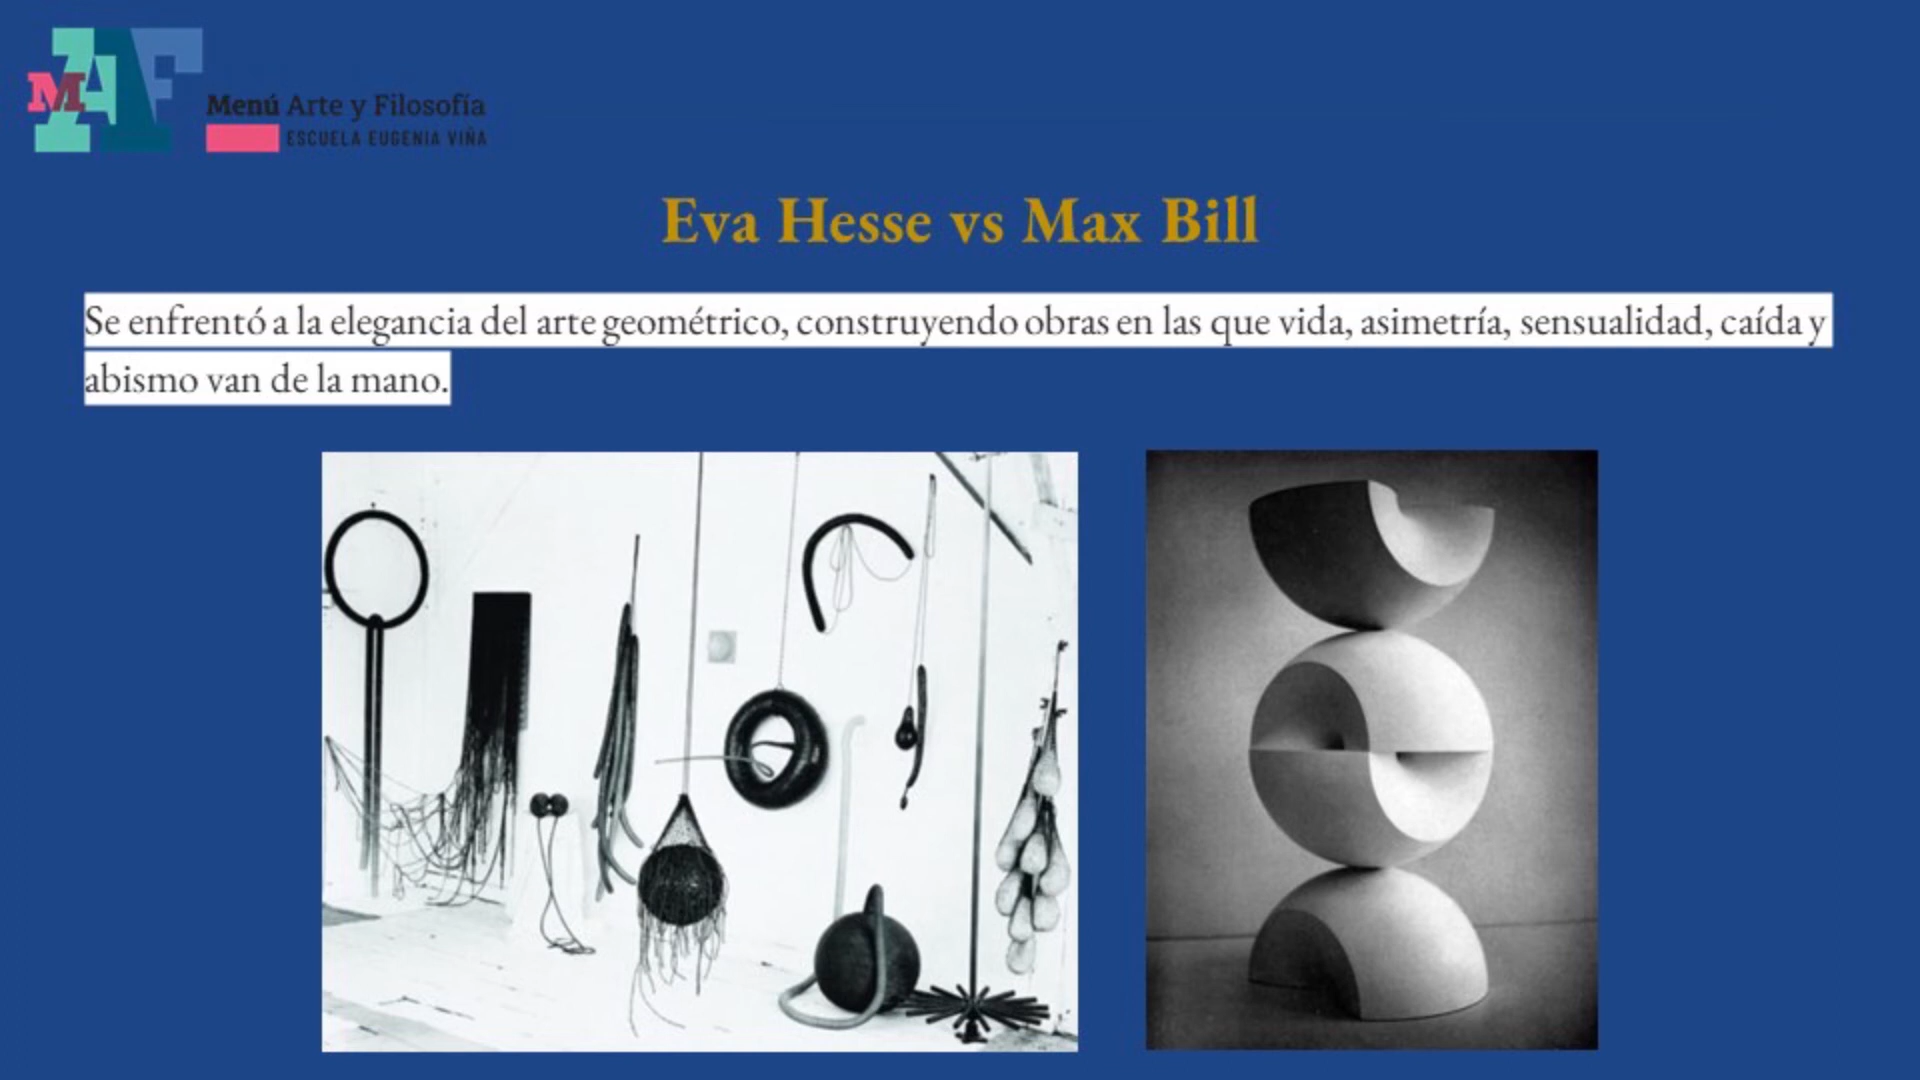 MAF
Menú Arte y Filosofía
ESCUELA EUGENIA VIÑA
Eva Hesse vs Max Bill
Se enfrentó a la elegancia del arte geométrico, construyendo obras en las que vida, asimetría, sensualidad, caída y
abismo van de la mano.